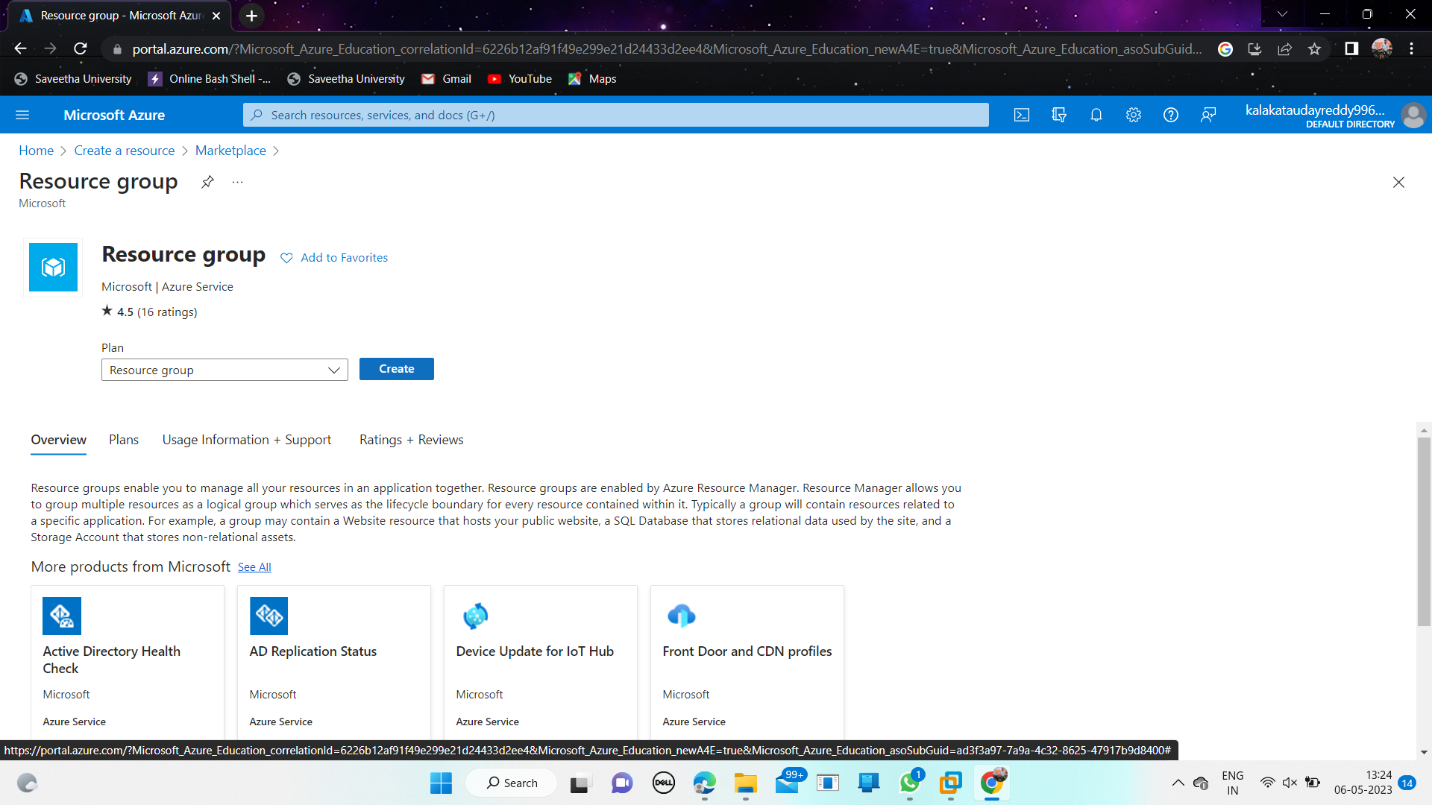 Resource group - Microsoft Azur
portal.azure.com/?Microsoft_Azure_Education_correlationId=6226b12af91f49e299e21d24433d2ee4&Microsoft_Azure_Education_newA4E=true&Microsoft_Azure_Education_asoSubGuid...
Saveetha University
Online Bash Shell -...
Saveetha University
Gmail
YouTube
Maps
Microsoft Azure
Search resources, services, and docs (G+/)
kalakataudayreddy996...
DEFAULT DIRECTORY
Home > Create a resource > Marketplace >
Resource group
...
Microsoft
Resource group
Add to Favorites
Microsoft | Azure Service
★ 4.5 (16 ratings)
Plan
Resource group
Create
Overview
Plans
Usage Information + Support
Ratings + Reviews
Resource groups enable you to manage all your resources in an application together. Resource groups are enabled by Azure Resource Manager. Resource Manager allows you
to group multiple resources as a logical group which serves as the lifecycle boundary for every resource contained within it. Typically a group will contain resources related to
a specific application. For example, a group may contain a Website resource that hosts your public website, a SQL Database that stores relational data used by the site, and a
Storage Account that stores non-relational assets.
More products from Microsoft See All
Active Directory Health
Check
Microsoft
Azure Service
AD Replication Status
Microsoft
Azure Service
Device Update for IoT Hub
Microsoft
Azure Service
Front Door and CDN profiles
Microsoft
Azure Service
https://portal.azure.com/?Microsoft_Azure_Education_correlationId=6226b12af91f49e299e21d24433d2ee4&Microsoft_Azure_Education_newA4E=true&Microsoft_Azure_Education_asoSubGuid=ad3f3a97-7a9a-4c32-8625-47917b9d8400#
Search
DELL
99+
1
ENG
IN
13:24
06-05-2023
14